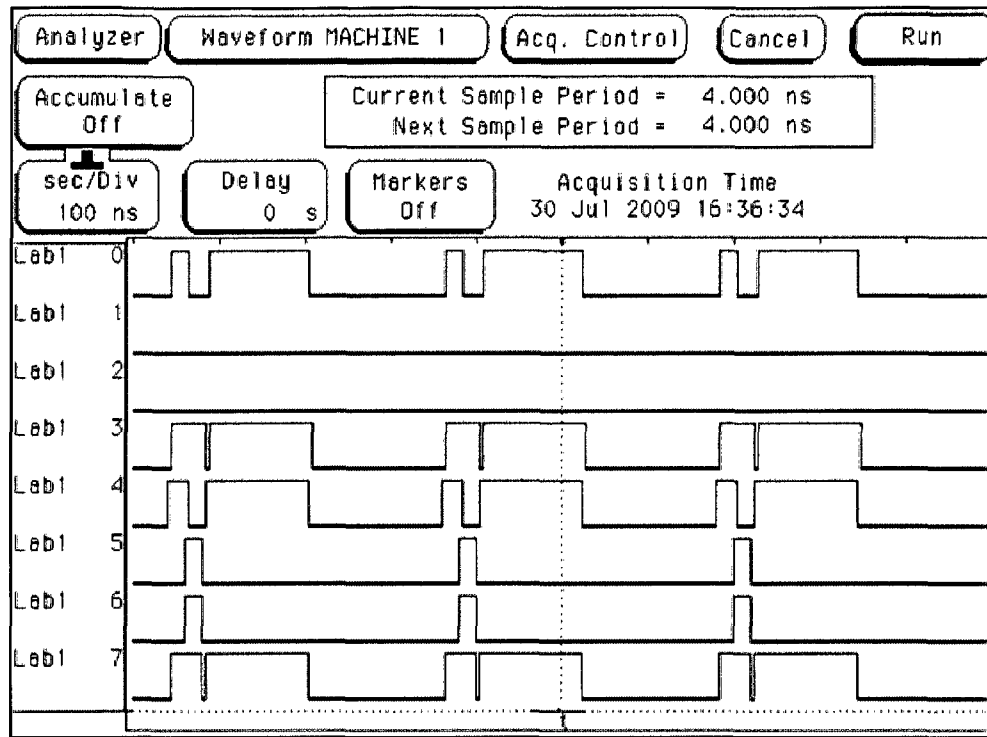 Analyzer Waveform MACHINE 1 Acq. Control Cancel Run
Accumulate
Off
Current Sample Period = 4.000 ns
Next Sample Period = 4.000 ns
sec/Div
100 ns
Delay
0 s
Markers
Off
Acquisition Time
30 Jul 2009 16:36:34
Lab1 0
Lab1 1
Lab1 2
Lab1 3
Lab1 4
Lab1 5
Lab1 6
Lab1 7